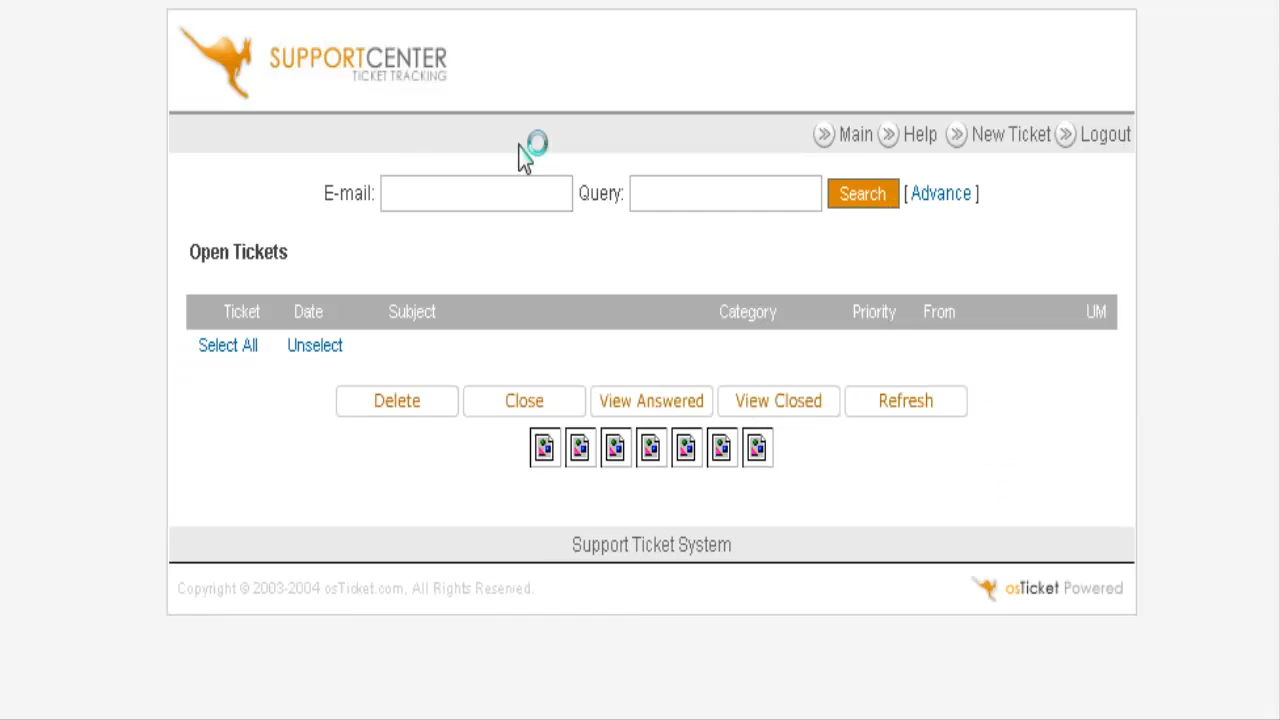 SUPPORTCENTER
TICKET TRACKING
Main Help New Ticket Logout
E-mail: Query: Search [ Advance ]
Open Tickets
Ticket Date Subject Category Priority From UM
Select All Unselect
Delete Close View Answered View Closed Refresh
Support Ticket System
Copyright © 2003-2004 osTicket.com, All Rights Reserved.
osTicket Powered